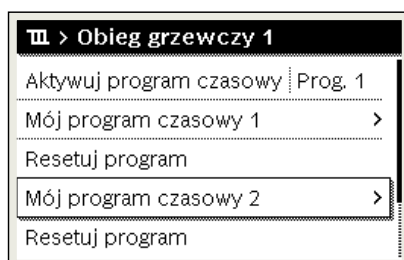 > Obieg grzewczy 1
Aktywuj program czasowy Prog. 1
Mój program czasowy 1 >
Resetuj program
Mój program czasowy 2 >
Resetuj program